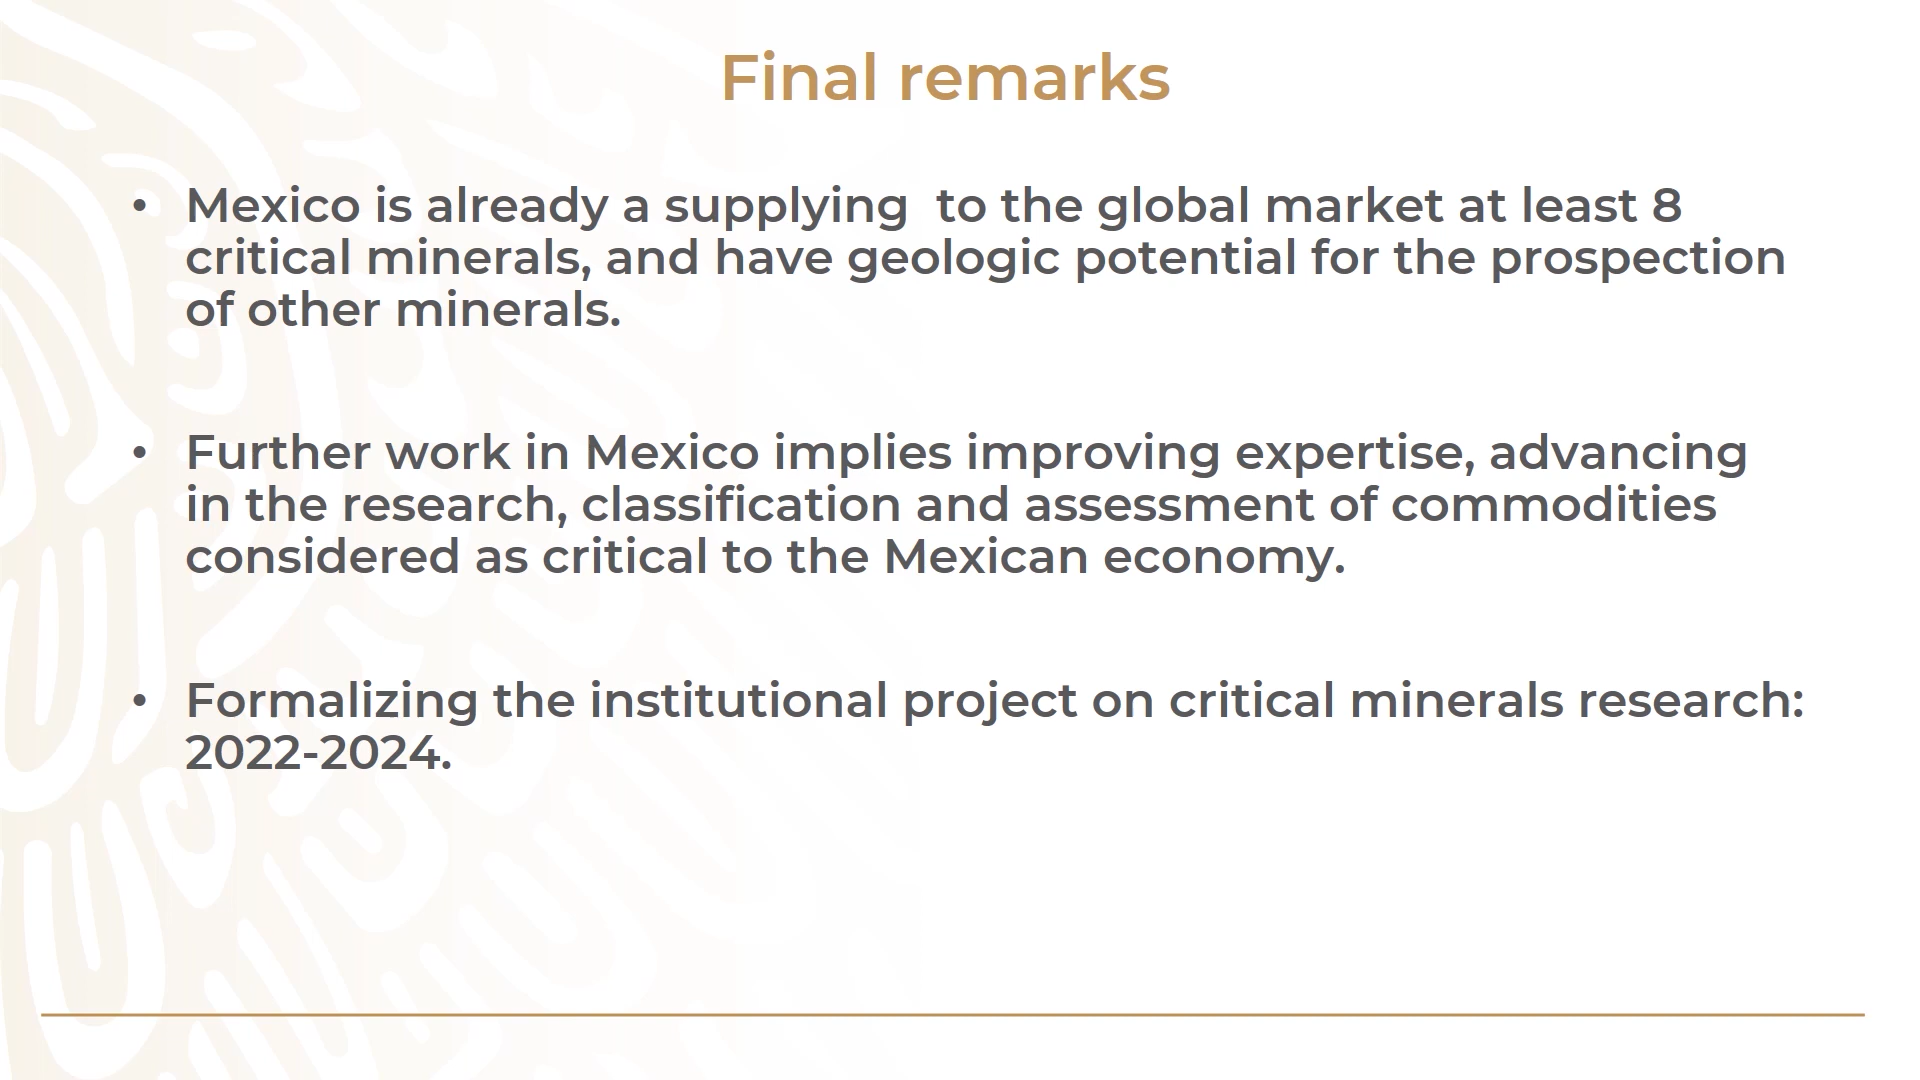 Final remarks
• Mexico is already a supplying  to the global market at least 8
critical minerals, and have geologic potential for the prospection
of other minerals.
• Further work in Mexico implies improving expertise, advancing
in the research, classification and assessment of commodities
considered as critical to the Mexican economy.
• Formalizing the institutional project on critical minerals research:
2022-2024.